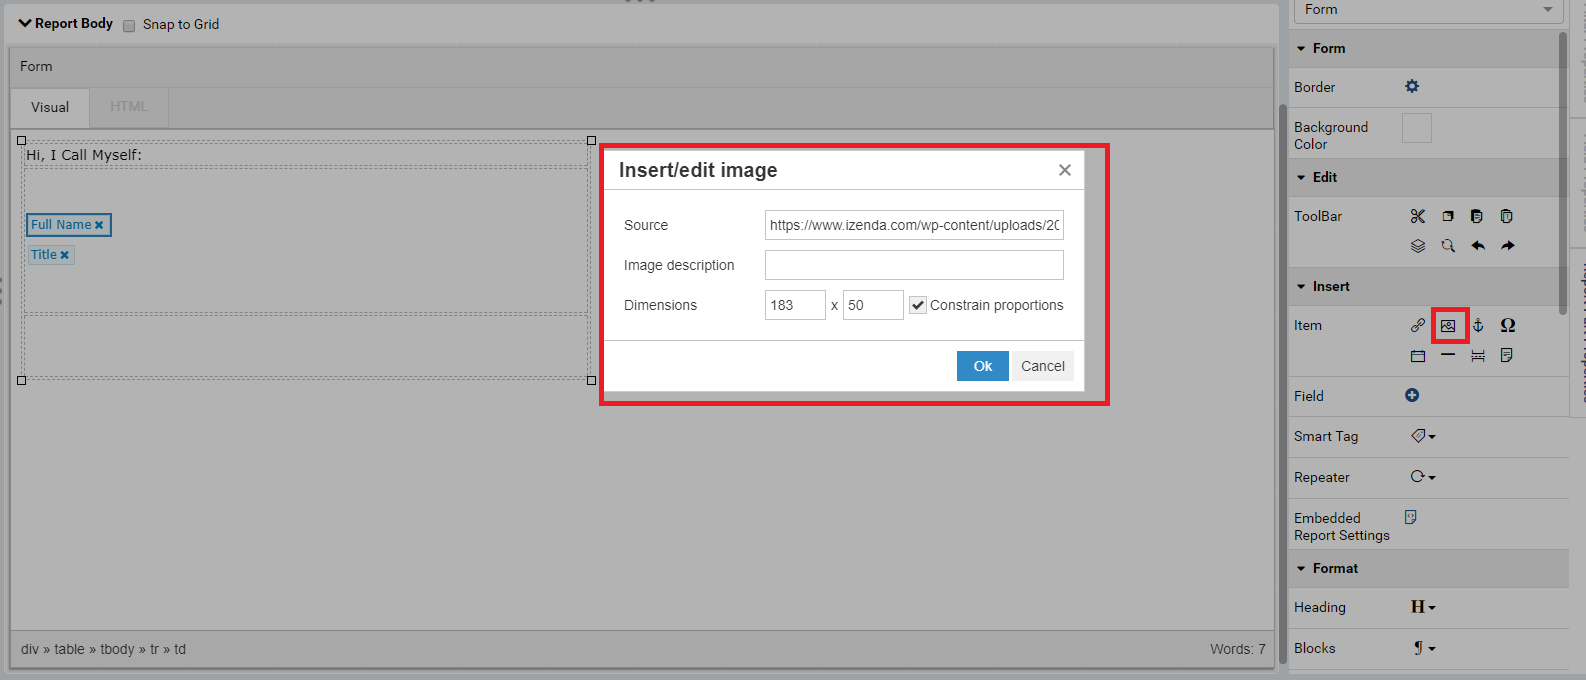 Report Body
Snap to Grid
Form
Visual
HTML
Hi, I Call Myself:
Full Name
Title
Insert/edit image
Source
https://www.izenda.com/wp-content/uploads/20
Image description
Dimensions
183 x 50
Constrain proportions
Ok
Cancel
div » table » tbody » tr » td
Words: 7
Form
Form
Border
Background
Color
Edit
ToolBar
Insert
Item
Field
Smart Tag
Repeater
Embedded
Report Settings
Format
Heading
H
Blocks